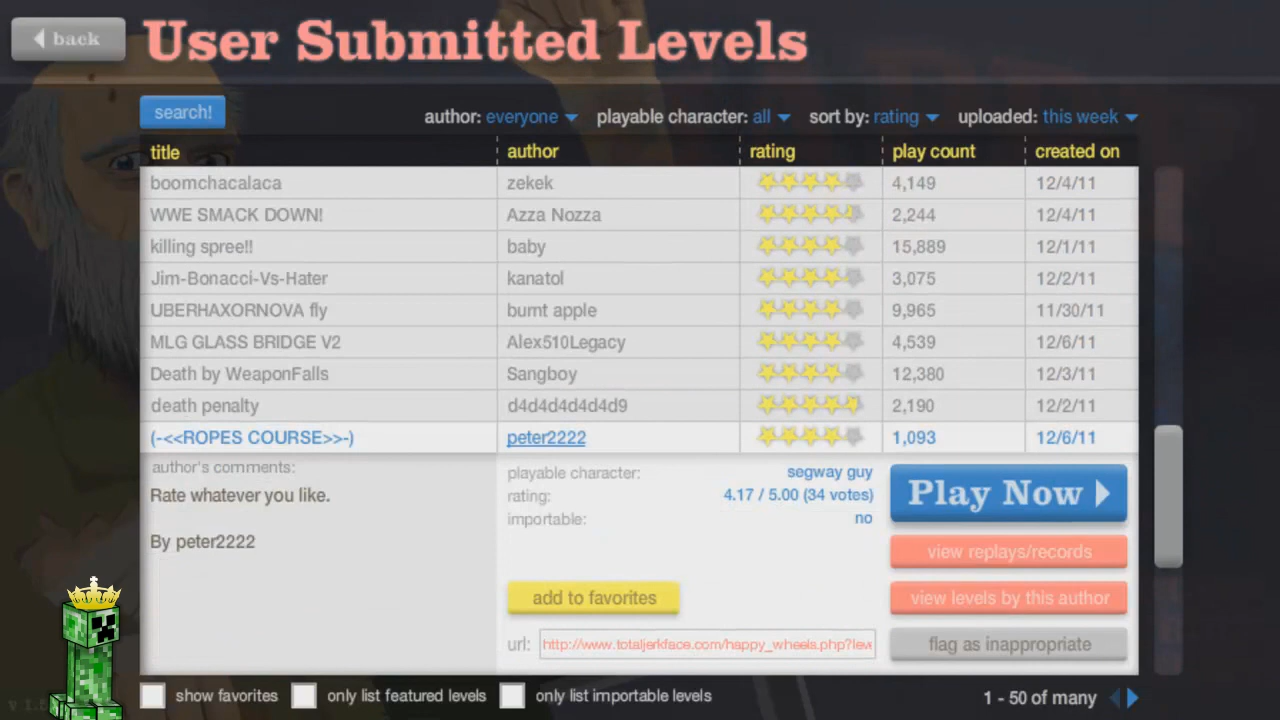 back
User Submitted Levels
search!
author: everyone playable character: all sort by: rating uploaded: this week
title author rating play count created on
boomchacalaca zekek 4,149 12/4/11
WWE SMACK DOWN! Azza Nozza 2,244 12/4/11
killing spree!! baby 15,889 12/1/11
Jim-Bonacci-Vs-Hater kanatol 3,075 12/2/11
UBERHAXORNOVA fly burnt apple 9,965 11/30/11
MLG GLASS BRIDGE V2 Alex510Legacy 4,539 12/6/11
Death by WeaponFalls Sangboy 12,380 12/3/11
death penalty d4d4d4d4d4d9 2,190 12/2/11
(-<<ROPES COURSE>>-) peter2222 1,093 12/6/11
author's comments:
Rate whatever you like.
By peter2222
playable character: segway guy
rating: 4.17 / 5.00 (34 votes)
importable: no
add to favorites
url: http://www.totaljerkface.com/happy_wheels.php?lev
Play Now
view replays/records
view levels by this author
flag as inappropriate
show favorites only list featured levels only list importable levels
1 - 50 of many